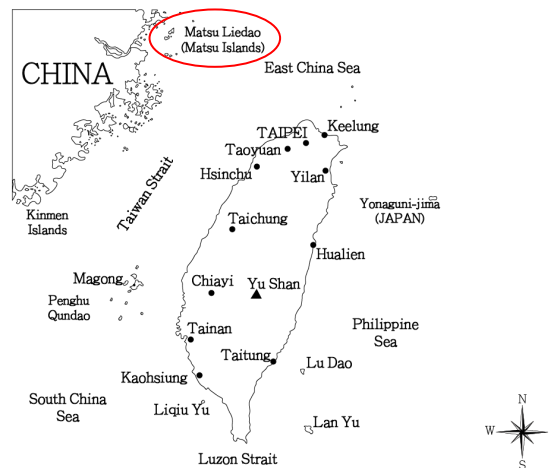 Matsu Liedao
(Matsu Islands)
CHINA
East China Sea
TAIPEI
Keelung
Taoyuan
Hsinchu
Yilan
Taiwan Strait
Yonaguni-jima
(JAPAN)
Kinmen
Islands
Taichung
Hualien
Magong
Chiayi
Yu Shan
Penghu
Qundao
Tainan
Philippine
Sea
Taitung
Lu Dao
Kaohsiung
South China
Sea
Liqiu Yu
Lan Yu
Luzon Strait
N
W
E
S